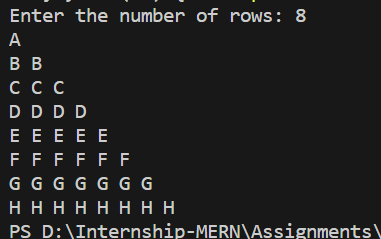 Enter the number of rows: 8
A
B B
C C C
D D D D
E E E E E
F F F F F F
G G G G G G G
H H H H H H H H
PS D:\Internship-MERN\Assignments\